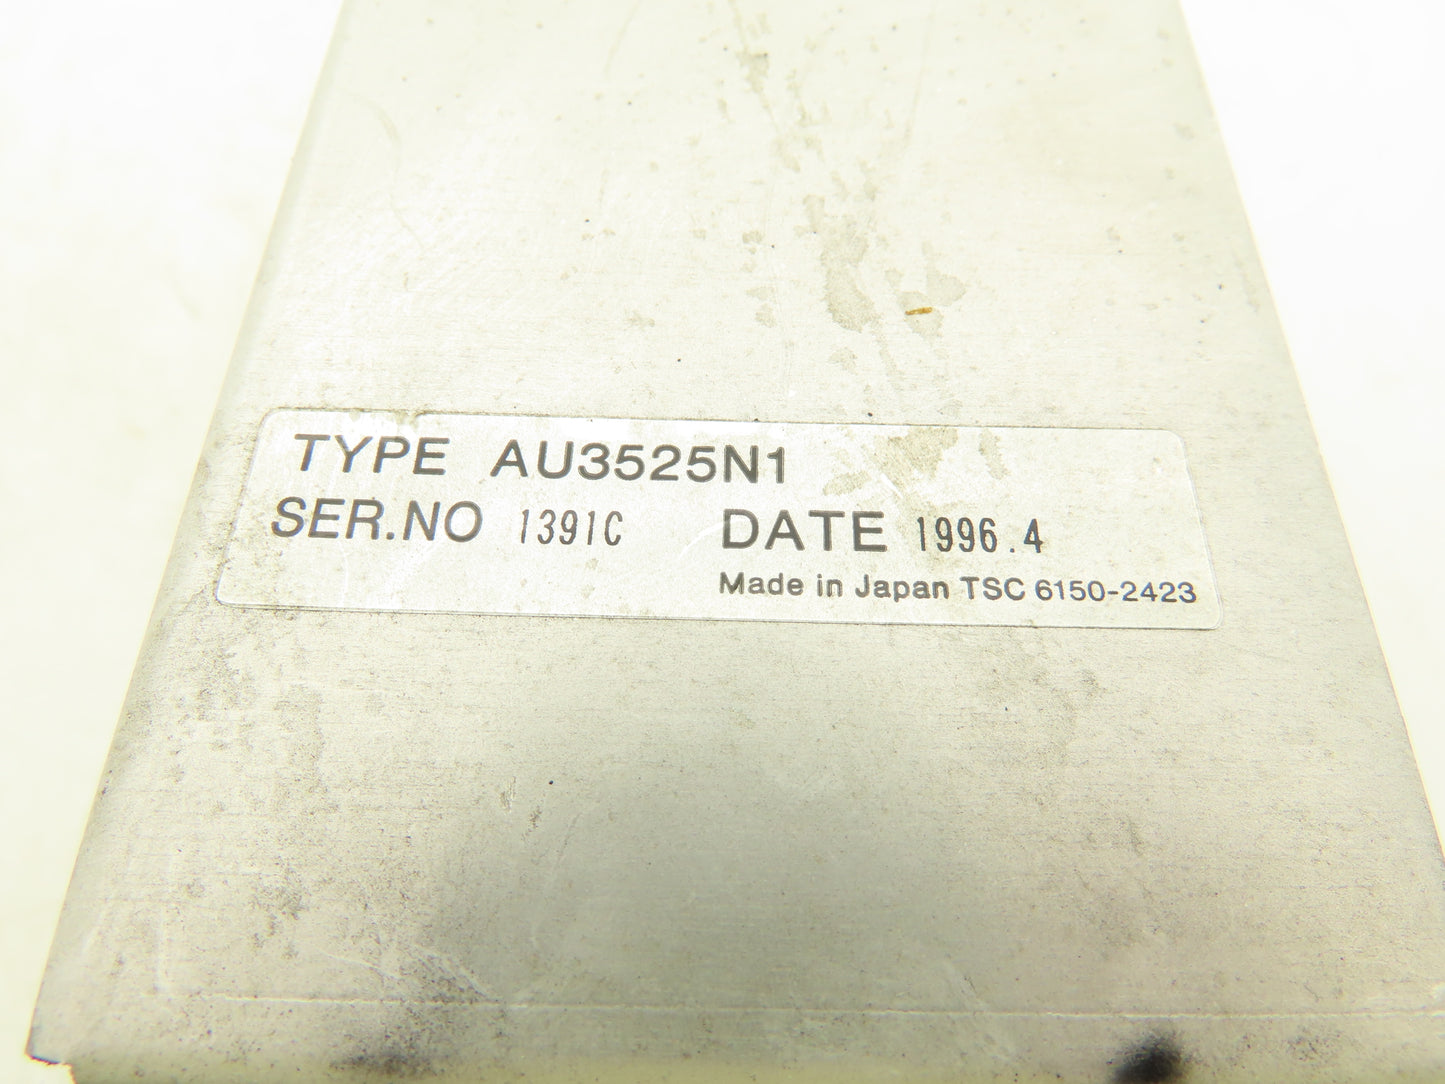 TYPE AU3525N1
SER.NO 1391C DATE 1996.4
Made in Japan TSC 6150-2423